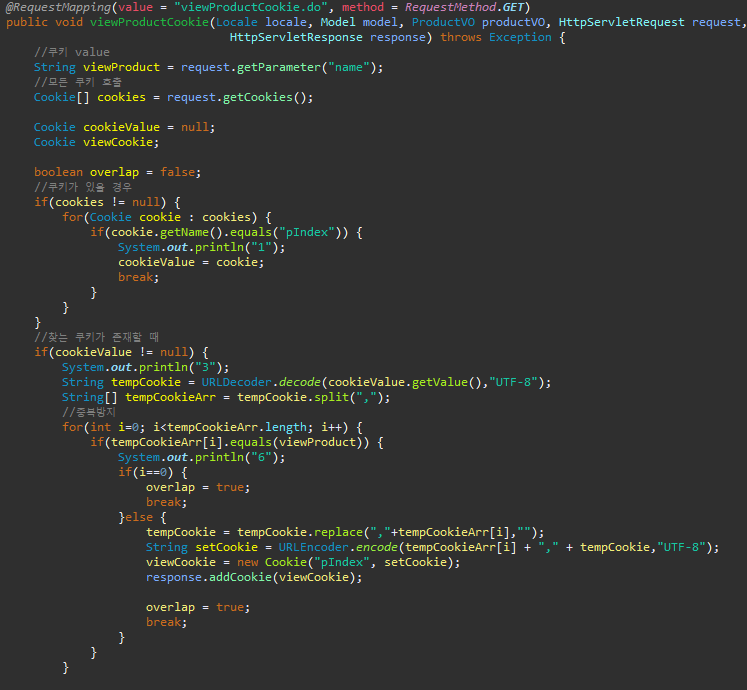 @RequestMapping(value = "viewProductCookie.do", method = RequestMethod.GET)
public void viewProductCookie(Locale locale, Model model, ProductVO productVO, HttpServletRequest request,
HttpServletResponse response) throws Exception {
//쿠키 value
String viewProduct = request.getParameter("name");
//모든 쿠키 호출
Cookie[] cookies = request.getCookies();
Cookie cookieValue = null;
Cookie viewCookie;
boolean overlap = false;
//쿠키가 있을 경우
if(cookies != null) {
for(Cookie cookie : cookies) {
if(cookie.getName().equals("pIndex")) {
System.out.println("1");
cookieValue = cookie;
break;
}
}
}
//찾는 쿠키가 존재할 때
if(cookieValue != null) {
System.out.println("3");
String tempCookie = URLDecoder.decode(cookieValue.getValue(),"UTF-8");
String[] tempCookieArr = tempCookie.split(",");
//중복방지
for(int i=0; i<tempCookieArr.length; i++) {
if(tempCookieArr[i].equals(viewProduct)) {
System.out.println("6");
if(i==0) {
overlap = true;
break;
}else {
tempCookie = tempCookie.replace(","+tempCookieArr[i],"");
String setCookie = URLEncoder.encode(tempCookieArr[i] + "," + tempCookie,"UTF-8");
viewCookie = new Cookie("pIndex", setCookie);
response.addCookie(viewCookie);
overlap = true;
break;
}
}
}